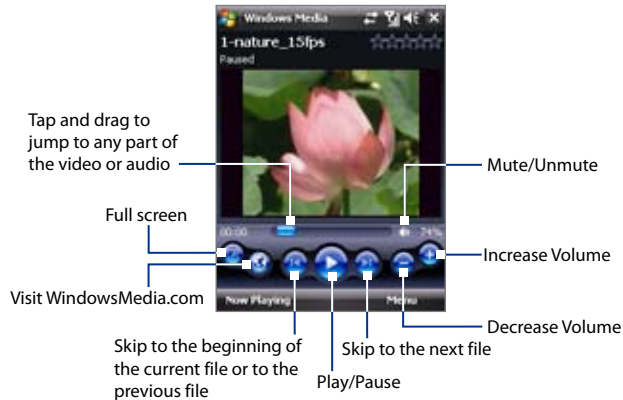 Windows Media
1-nature_15fps
Paused
Tap and drag to
jump to any part of
the video or audio
Mute/Unmute
Full screen
00:00
74%
Increase Volume
Visit WindowsMedia.com
Now Playing
Menu
Decrease Volume
Skip to the beginning of
the current file or to the
previous file
Play/Pause
Skip to the next file